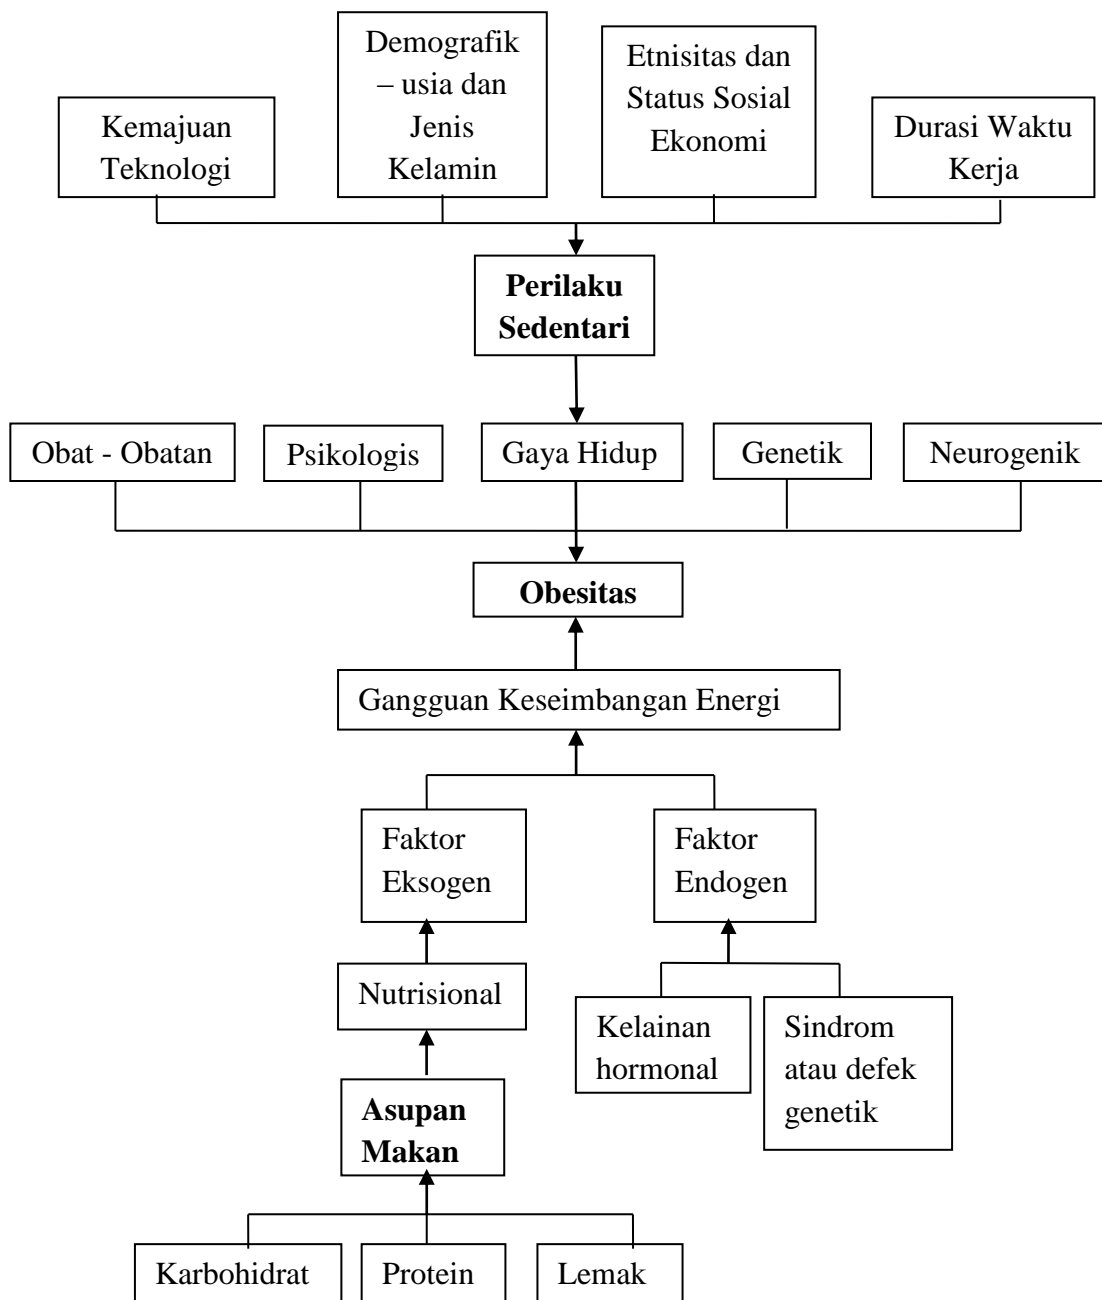 Kemajuan
Teknologi
Demografik
– usia dan
Jenis
Kelamin
Etnisitas dan
Status Sosial
Ekonomi
Durasi Waktu
Kerja
Perilaku
Sedentari
Obat - Obatan
Psikologis
Gaya Hidup
Genetik
Neurogenik
Obesitas
Gangguan Keseimbangan Energi
Faktor
Eksogen
Faktor
Endogen
Nutrisional
Kelainan
hormonal
Sindrom
atau defek
genetik
Asupan
Makan
Karbohidrat
Protein
Lemak